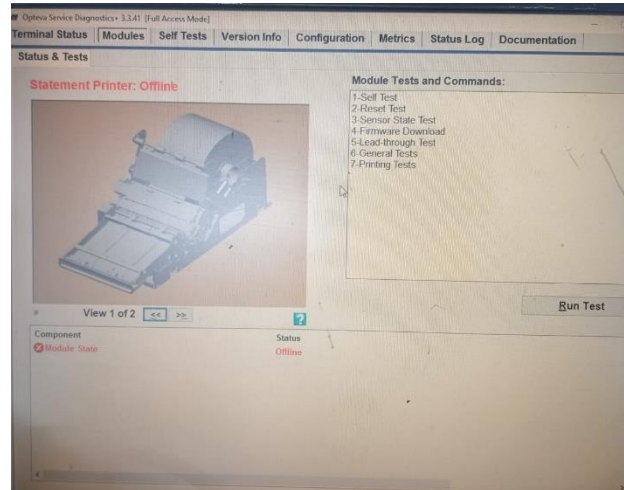 Opteva Service Diagnostics+ 3.3.41 [Full Access Mode]
Terminal Status Modules Self Tests Version Info Configuration Metrics Status Log Documentation
Status & Tests
Statement Printer: Offline
Module Tests and Commands:
1-Self Test
2-Reset Test
3-Sensor State Test
4-Firmware Download
5-Lead-through Test
6-General Tests
7-Printing Tests
View 1 of 2 << >>
?
Run Test
Component Status
Module State Offline